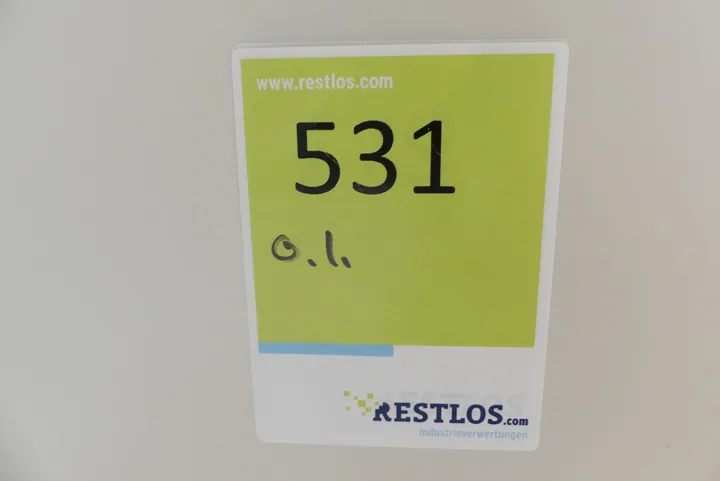 www.restlos.com
531
o.l.
RESTLOS.com
Industrieverwertungen